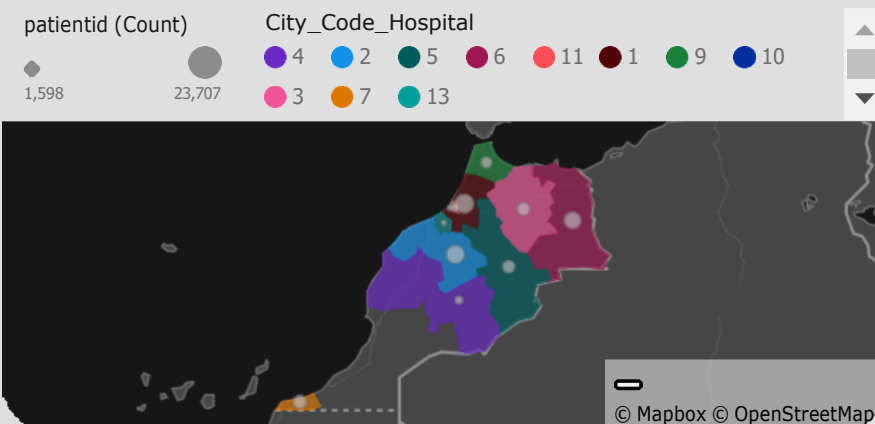 patientid (Count)
1,598 23,707
City_Code_Hospital
4 2 5 6 11 1 9 10
3 7 13
© Mapbox © OpenStreetMap